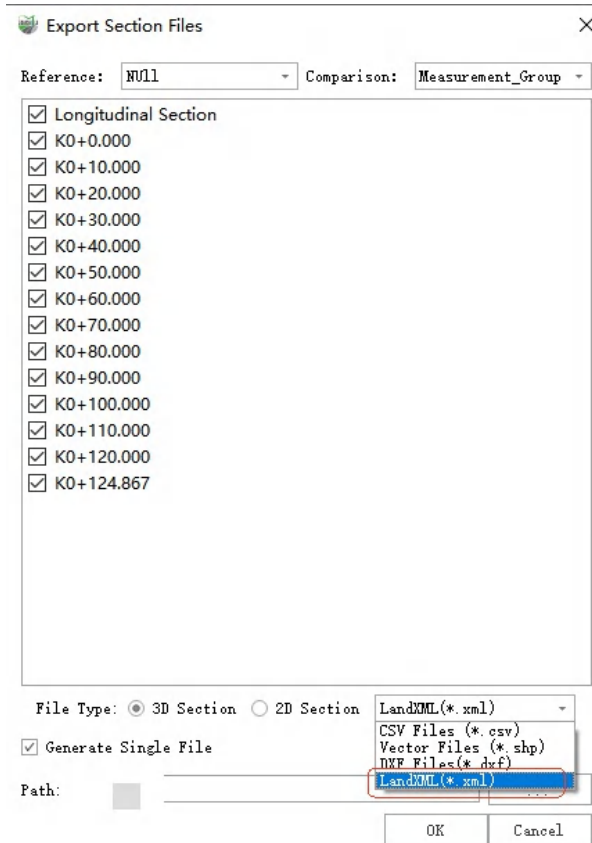 Export Section Files
Reference: NUll Comparison: Measurement_Group
Longitudinal Section
K0+0.000
K0+10.000
K0+20.000
K0+30.000
K0+40.000
K0+50.000
K0+60.000
K0+70.000
K0+80.000
K0+90.000
K0+100.000
K0+110.000
K0+120.000
K0+124.867
File Type: 3D Section 2D Section LandXML(*.xml)
CSV Files (*.csv)
Generate Single File Vector Files (*.shp)
DXF Files(*.dxf)
LandXML(*.xml)
Path: ...
OK Cancel